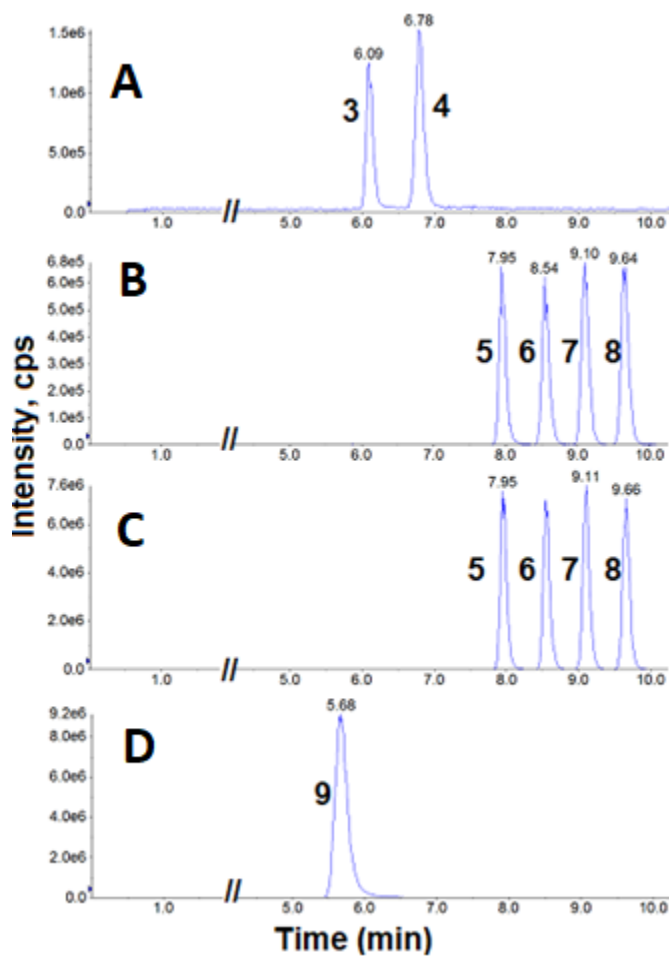 1.5e6
6.78
6.09
A
1.0e6
3
4
5.0e5
0.0
1.0 // 5.0 6.0 7.0 8.0 9.0 10.0
6.8e5
7.95 8.54 9.10 9.64
6.0e5
B
5.0e5
4.0e5
5 6 7 8
3.0e5
2.0e5
1.0e5
0.0
1.0 // 5.0 6.0 7.0 8.0 9.0 10.0
Intensity, cps
7.6e6
7.95 9.11 9.66
6.0e6
C
4.0e6
5 6 7 8
2.0e6
0.0
1.0 // 5.0 6.0 7.0 8.0 9.0 10.0
9.2e6
5.68
8.0e6
D
6.0e6
9
4.0e6
2.0e6
0.0
1.0 // 5.0 6.0 7.0 8.0 9.0 10.0
Time (min)